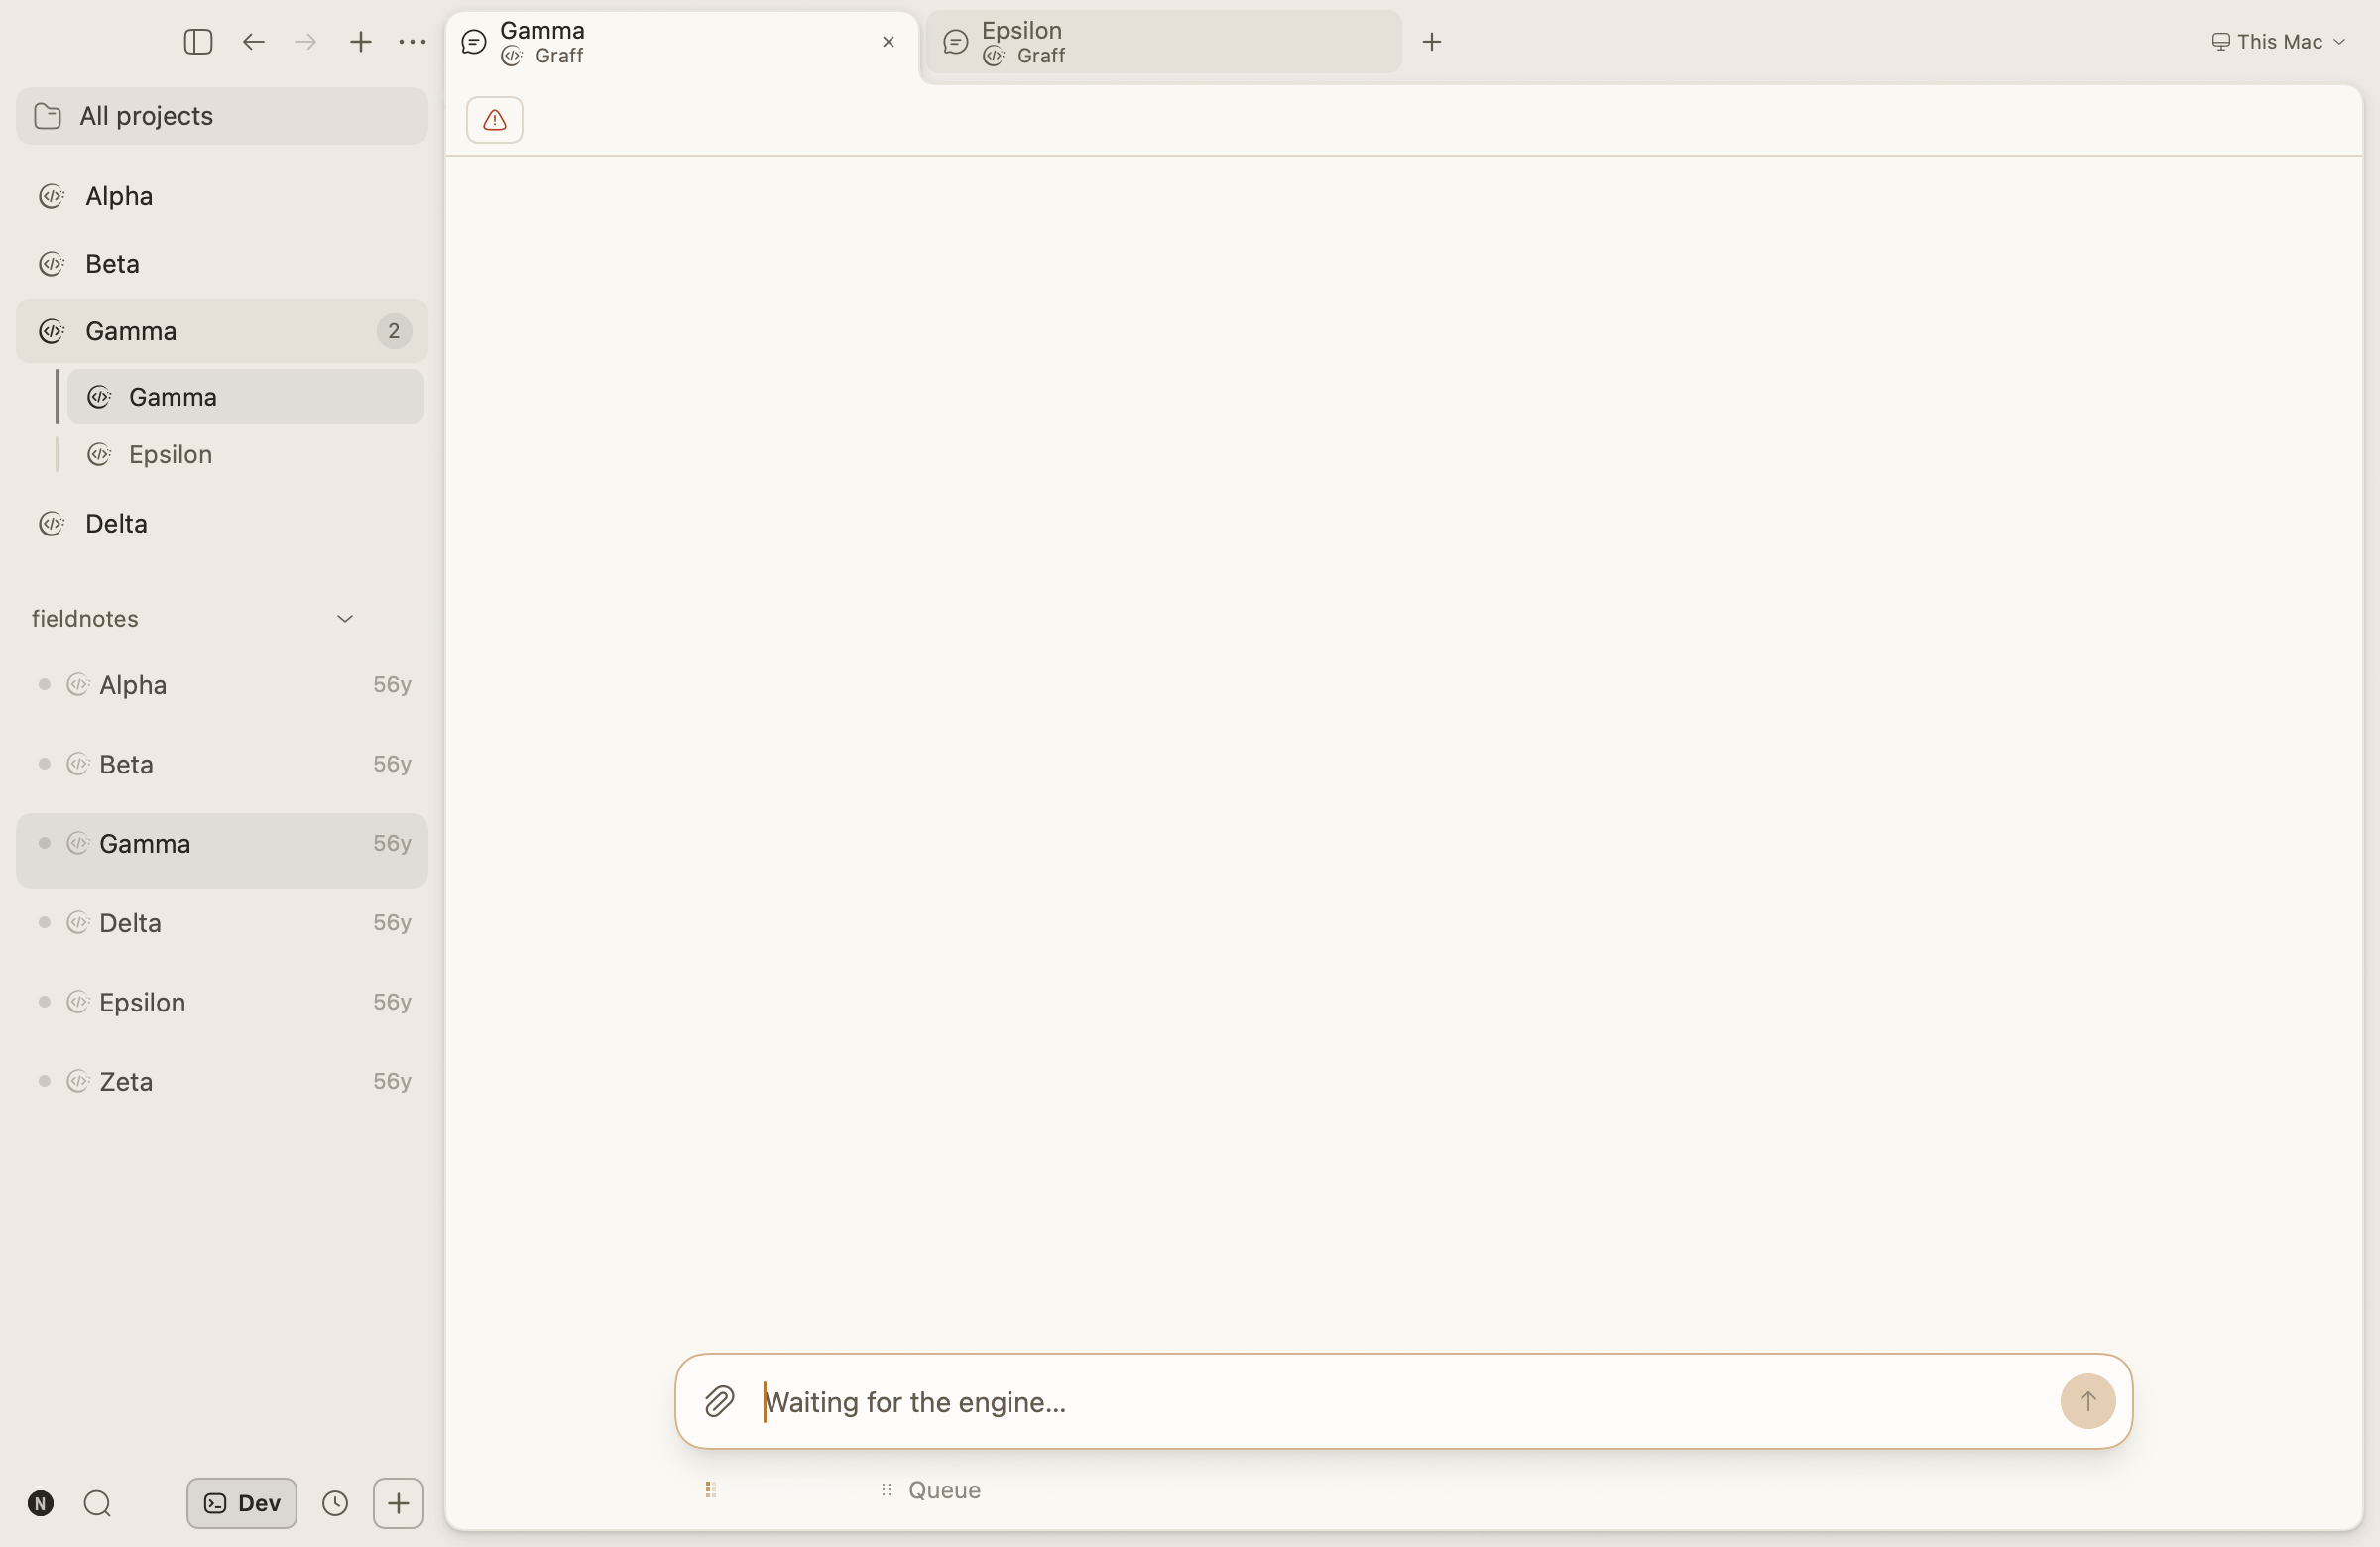 Gamma
Graff
Epsilon
Graff
This Mac
All projects
Alpha
Beta
Gamma 2
Gamma
Epsilon
Delta
fieldnotes
Alpha 56y
Beta 56y
Gamma 56y
Delta 56y
Epsilon 56y
Zeta 56y
Waiting for the engine...
Queue
N
Dev